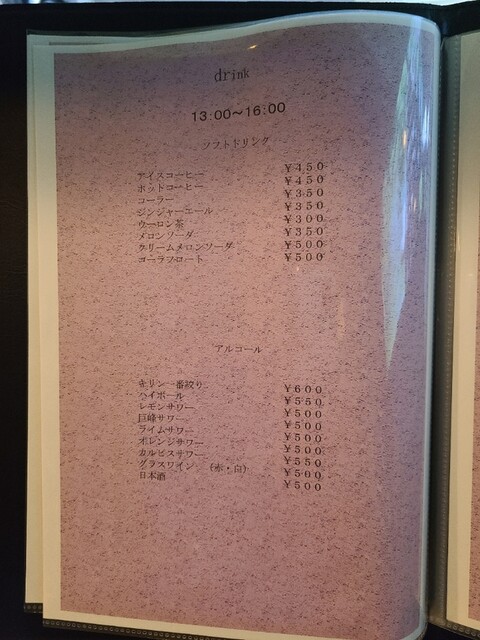 drink
13:00～16:00
ソフトドリンク
アイスコーヒー ￥450
ホットコーヒー ￥450
コーラー ￥350
ジンジャーエール ￥350
ウーロン茶 ￥300
メロンソーダ ￥350
クリームメロンソーダ ￥500
コーラフロート ￥500
アルコール
キリン一番絞り ￥600
ハイボール ￥550
レモンサワー ￥500
巨峰サワー ￥500
ライムサワー ￥500
オレンジサワー ￥500
カルピスサワー ￥550
グラスワイン （赤・白） ￥500
日本酒 ￥500